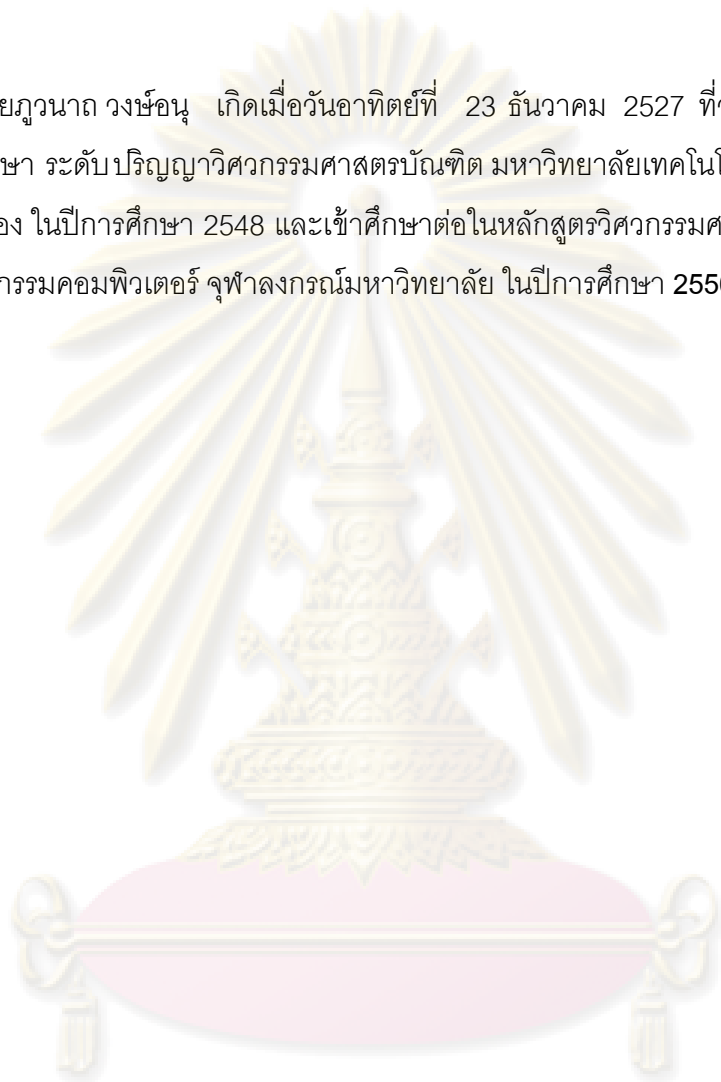 ยภูวนาถ วงษ์อนุ เกิดเมื่อวันอาทิตย์ที่ 23 ธันวาคม 2527
ษา ระดับปริญญาวิศวกรรมศาสตรบัณฑิต มหาวิทยาลัยเทคโนโ
อง ในปีการศึกษา 2548 และเข้าศึกษาต่อในหลักสูตรวิศวกรรมศ
กรรมคอมพิวเตอร์ จุฬาลงกรณ์มหาวิทยาลัย ในปีการศึกษา 2550